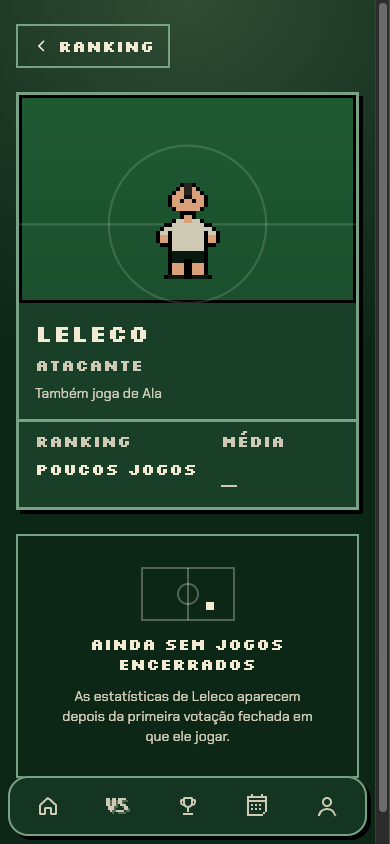 RANKING
LELECO
ATACANTE
Também joga de Ala
RANKING
MÉDIA
POUCOS JOGOS
—
AINDA SEM JOGOS
ENCERRADOS
As estatísticas de Leleco aparecem
depois da primeira votação fechada em
que ele jogar.
VS